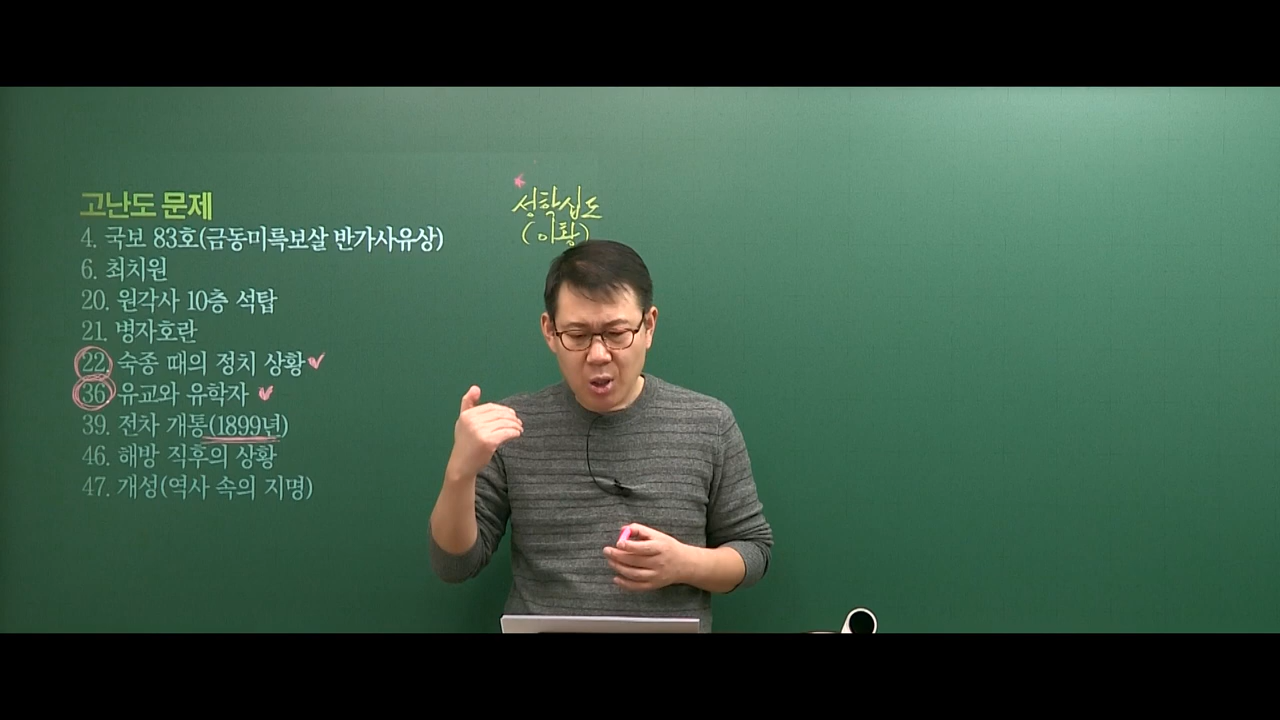 고난도 문제
4. 국보 83호(금동미륵보살 반가사유상)
6. 최치원
20. 원각사 10층 석탑
21. 병자호란
22. 숙종 때의 정치 상황
36. 유교와 유학자
39. 전차 개통(1899년)
46. 해방 직후의 상황
47. 개성(역사 속의 지명)
성학십도
(이황)